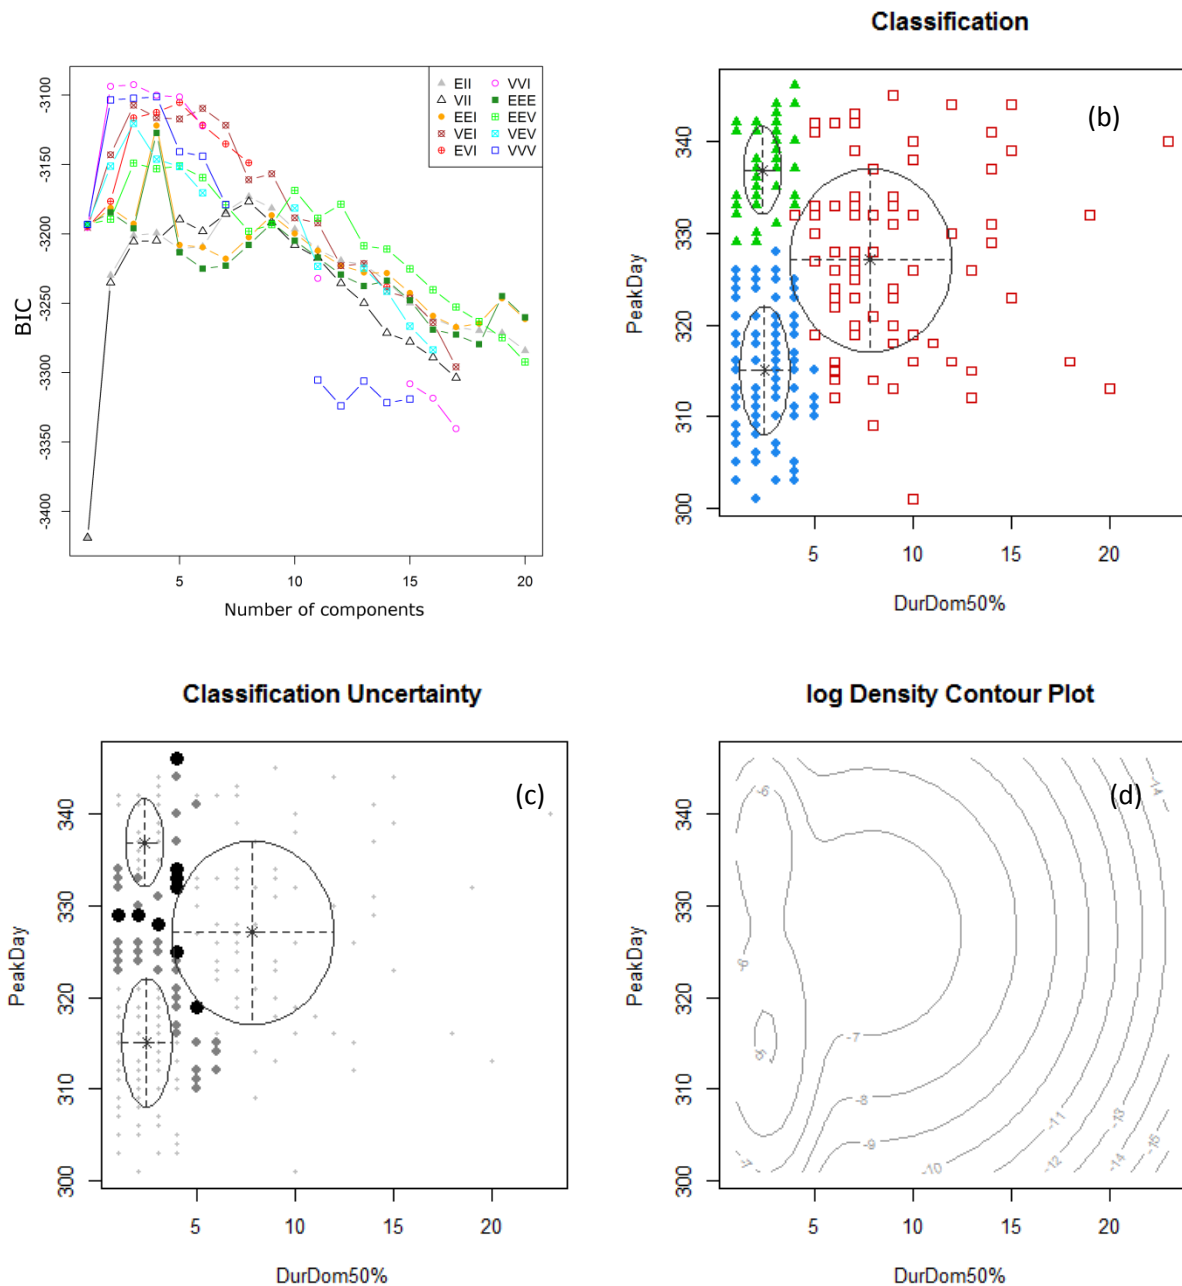 BIC
-3100
-3150
-3200
-3250
-3300
-3350
-3400
5
10
15
20
Number of components
EII
VII
EEI
VEI
EVI
VVI
EEE
EEV
VEV
VVV
Classification
(b)
PeakDay
340
330
320
310
300
5
10
15
20
DurDom50%
Classification Uncertainty
(c)
PeakDay
340
330
320
310
300
5
10
15
20
DurDom50%
log Density Contour Plot
(d)
PeakDay
340
330
320
310
300
-6
-14
-6
-5
-7
-8
-9
-10
-11
-12
-13
-14
-15
-7
5
10
15
20
DurDom50%